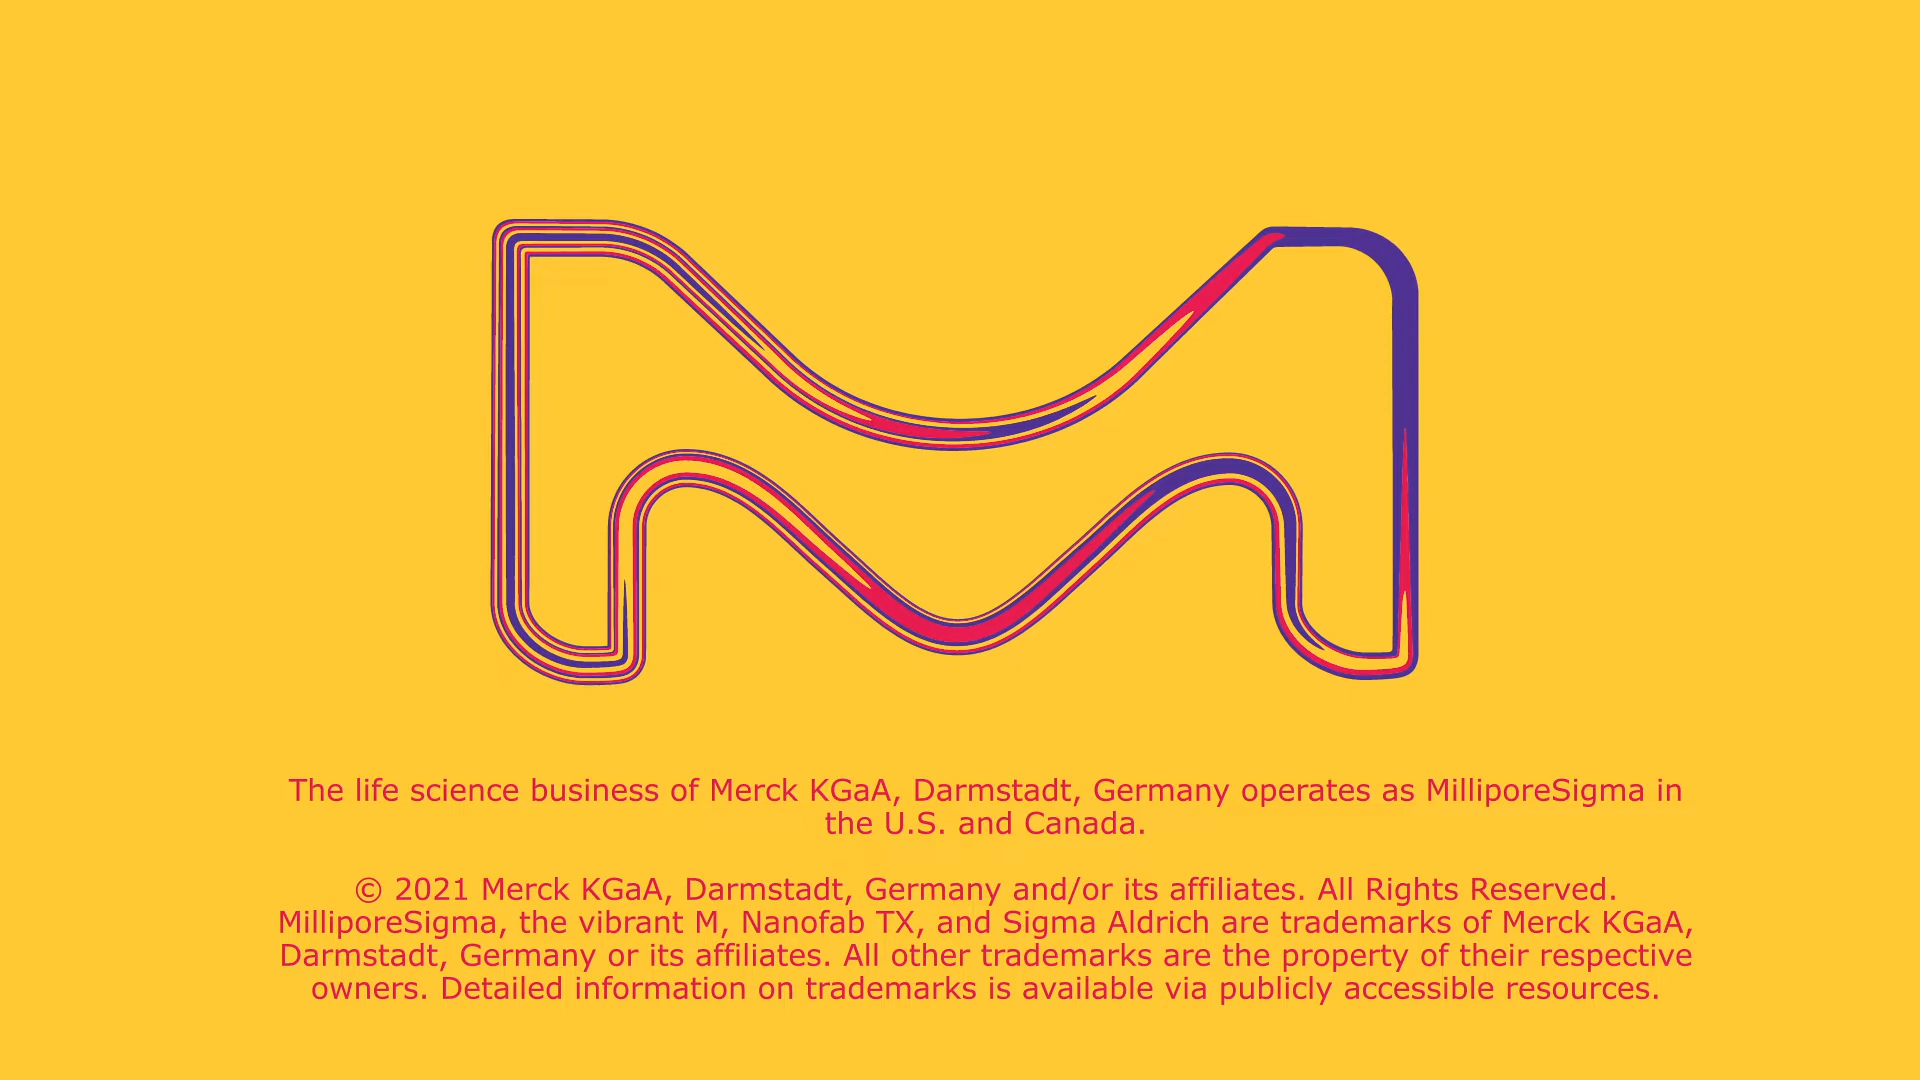 The life science business of Merck KGaA, Darmstadt, Germany operates as MilliporeSigma in
the U.S. and Canada.
© 2021 Merck KGaA, Darmstadt, Germany and/or its affiliates. All Rights Reserved.
MilliporeSigma, the vibrant M, Nanofab TX, and Sigma Aldrich are trademarks of Merck KGaA,
Darmstadt, Germany or its affiliates. All other trademarks are the property of their respective
owners. Detailed information on trademarks is available via publicly accessible resources.